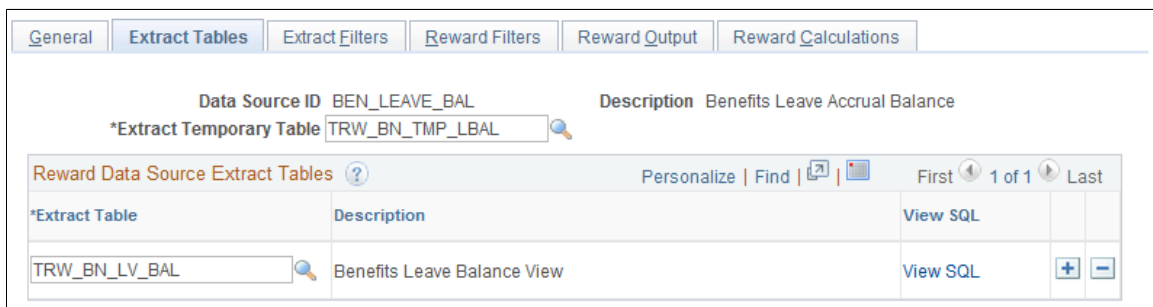 General Extract Tables Extract Filters Reward Filters Reward Output Reward Calculations
Data Source ID BEN_LEAVE_BAL Description Benefits Leave Accrual Balance
*Extract Temporary Table TRW_BN_TMP_LBAL
Reward Data Source Extract Tables ? Personalize | Find | | First 1 of 1 Last
*Extract Table Description View SQL
TRW_BN_LV_BAL Benefits Leave Balance View View SQL + -